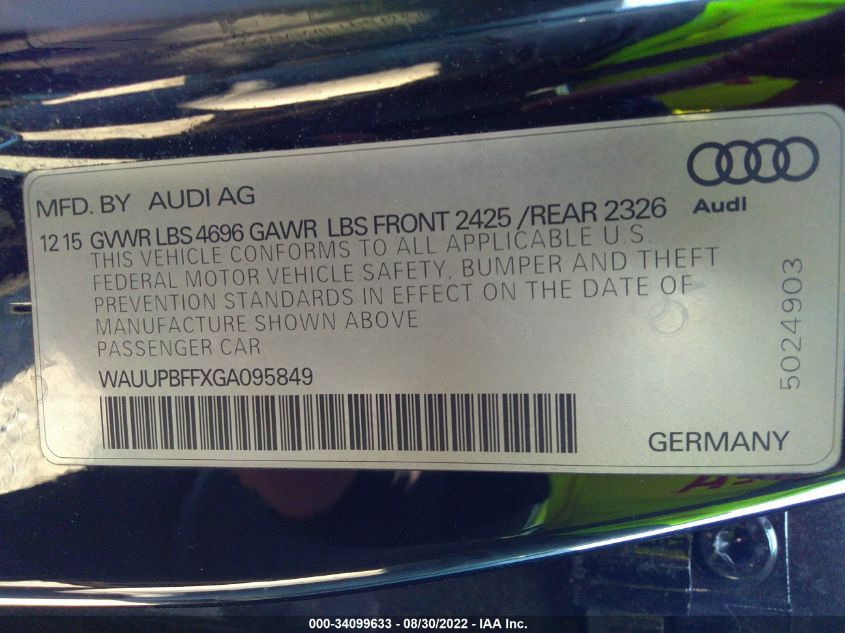 MFD. BY AUDI AG
Audi
12 15 GVWR LBS 4696 GAWR LBS FRONT 2425 /REAR 2326
THIS VEHICLE CONFORMS TO ALL APPLICABLE U.S.
FEDERAL MOTOR VEHICLE SAFETY, BUMPER AND THEFT
PREVENTION STANDARDS IN EFFECT ON THE DATE OF
MANUFACTURE SHOWN ABOVE
PASSENGER CAR
WAUUPBFFXGA095849
5024903
GERMANY
000-34099633 - 08/30/2022 - IAA Inc.